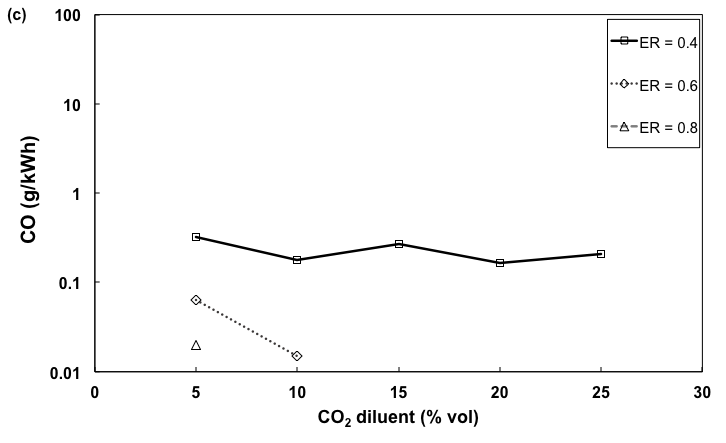 (c)
100
10
1
0.1
0.01
CO (g/kWh)
ER = 0.4
ER = 0.6
ER = 0.8
0 5 10 15 20 25 30
CO₂ diluent (% vol)